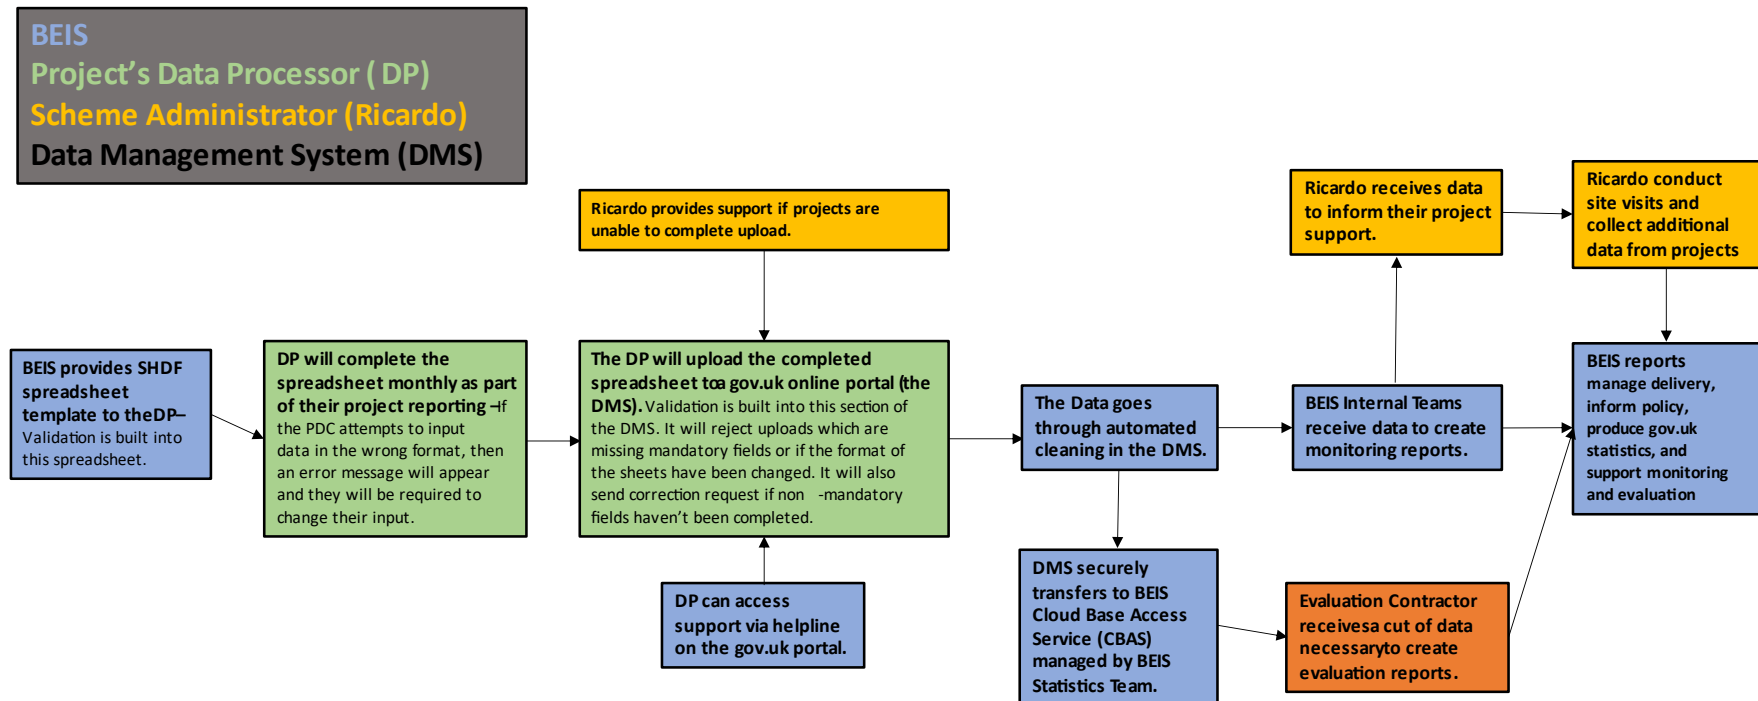 BEIS
Project's Data Processor ( DP)
Scheme Administrator (Ricardo)
Data Management System (DMS)
Ricardo provides support if projects are
unable to complete upload.
Ricardo receives data
to inform their project
support.
Ricardo conduct
site visits and
collect additional
data from projects
BEIS provides SHDF
spreadsheet
template to theDP–
Validation is built into
this spreadsheet.
DP will complete the
spreadsheet monthly as part
of their project reporting –If
the PDC attempts to input
data in the wrong format, then
an error message will appear
and they will be required to
change their input.
The DP will upload the completed
spreadsheet toa gov.uk online portal (the
DMS). Validation is built into this section of
the DMS. It will reject uploads which are
missing mandatory fields or if the format of
the sheets have been changed. It will also
send correction request if non -mandatory
fields haven't been completed.
The Data goes
through automated
cleaning in the DMS.
BEIS Internal Teams
receive data to create
monitoring reports.
BEIS reports
manage delivery,
inform policy,
produce gov.uk
statistics, and
support monitoring
and evaluation
DP can access
support via helpline
on the gov.uk portal.
DMS securely
transfers to BEIS
Cloud Base Access
Service (CBAS)
managed by BEIS
Statistics Team.
Evaluation Contractor
receivesa cut of data
necessaryto create
evaluation reports.